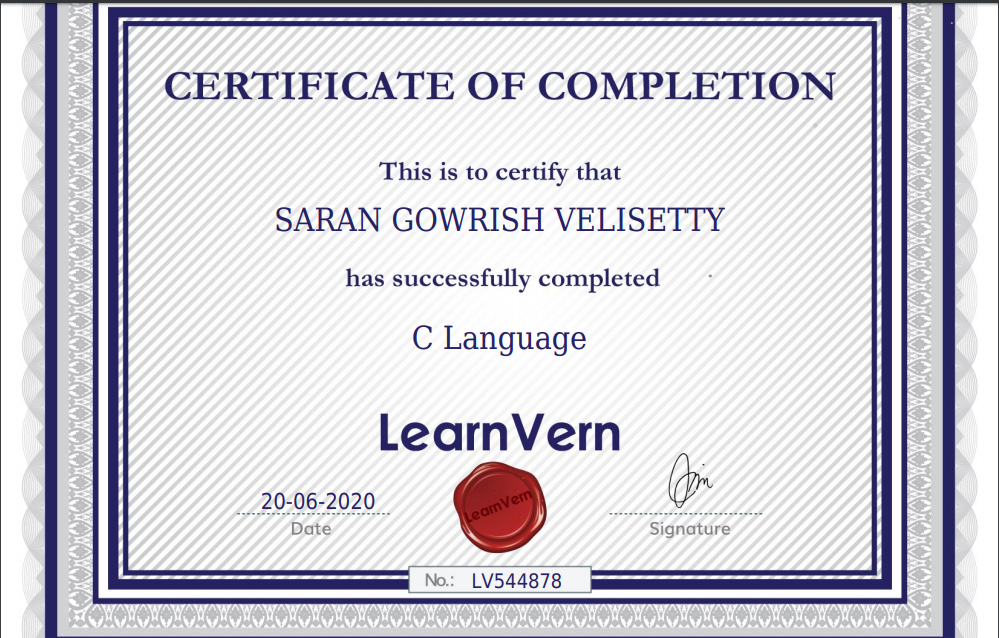 CERTIFICATE OF COMPLETION
This is to certify that
SARAN GOWRISH VELISETTY
has successfully completed
C Language
LearnVern
LearnVern
20-06-2020
Date
Signature
No.: LV544878